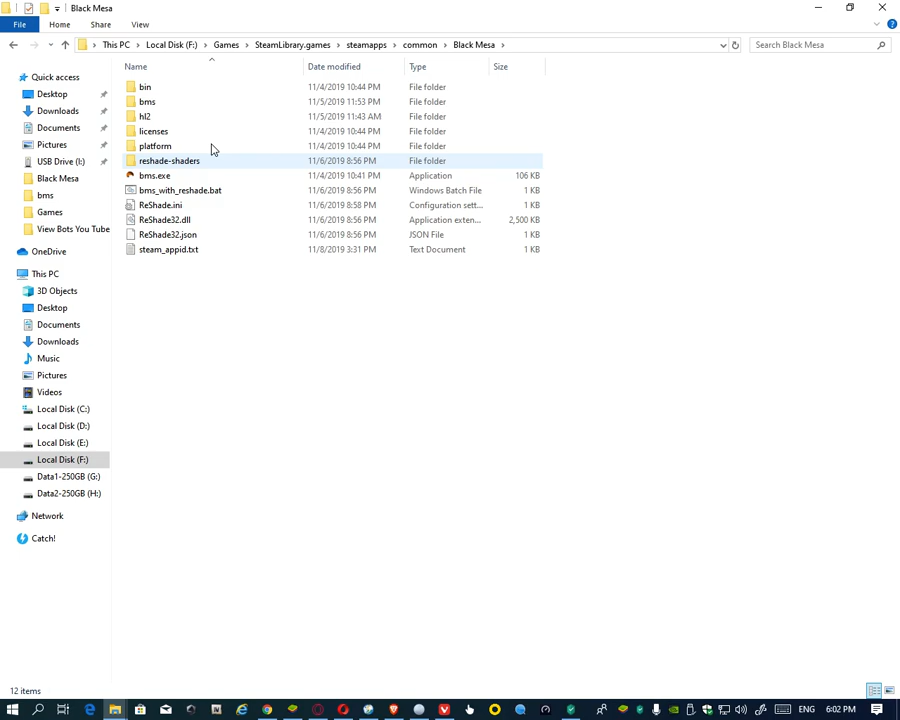 Black Mesa
File Home Share View
This PC Local Disk (F:) Games SteamLibrary.games steamapps common Black Mesa Search Black Mesa
Name Date modified Type Size
bin 11/4/2019 10:44 PM File folder
bms 11/5/2019 11:53 PM File folder
hl2 11/5/2019 11:43 AM File folder
licenses 11/4/2019 10:44 PM File folder
platform 11/4/2019 10:44 PM File folder
reshade-shaders 11/6/2019 8:56 PM File folder
bms.exe 11/4/2019 10:41 PM Application 106 KB
bms_with_reshade.bat 11/6/2019 8:56 PM Windows Batch File 1 KB
ReShade.ini 11/6/2019 8:58 PM Configuration sett... 1 KB
ReShade32.dll 11/6/2019 8:56 PM Application exten... 2,500 KB
ReShade32.json 11/6/2019 8:56 PM JSON File 1 KB
steam_appid.txt 11/8/2019 3:31 PM Text Document 1 KB
Quick access
Desktop
Downloads
Documents
Pictures
USB Drive (I:)
Black Mesa
bms
Games
View Bots You Tube
OneDrive
This PC
3D Objects
Desktop
Documents
Downloads
Music
Pictures
Videos
Local Disk (C:)
Local Disk (D:)
Local Disk (E:)
Local Disk (F:)
Data1-250GB (G:)
Data2-250GB (H:)
Network
Catch!
12 items
ENG 6:02 PM